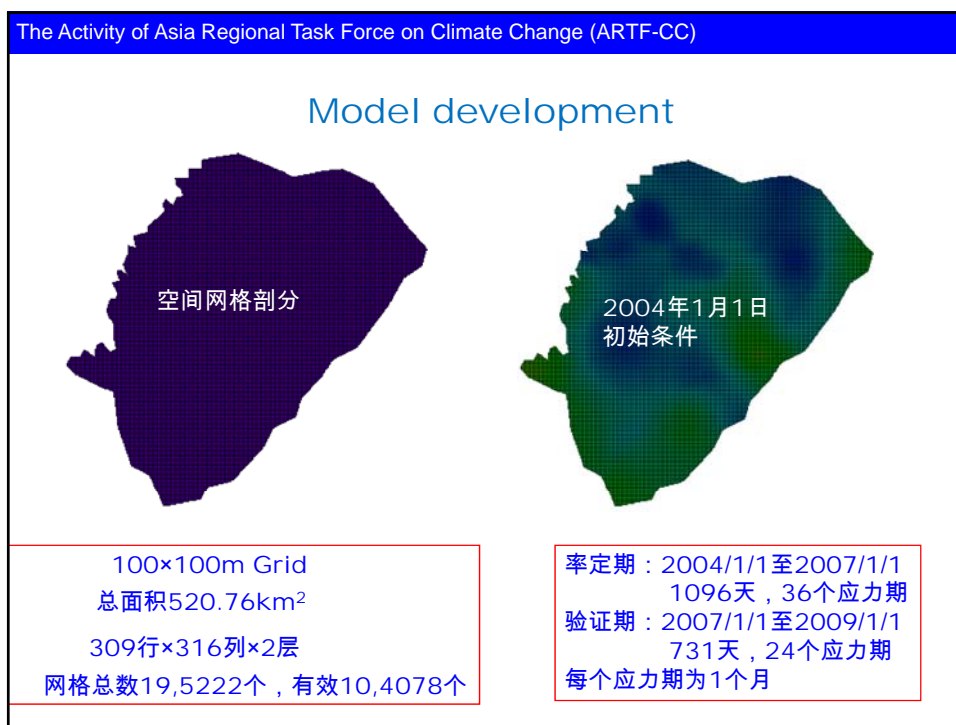 The Activity of Asia Regional Task Force on Climate Change (ARTF-CC)
Model development
空间网格剖分
2004年1月1日
初始条件
100×100m Grid
总面积520.76km²
309行×316列×2层
网格总数19,5222个，有效10,4078个
率定期：2004/1/1至2007/1/1
1096天，36个应力期
验证期：2007/1/1至2009/1/1
731天，24个应力期
每个应力期为1个月